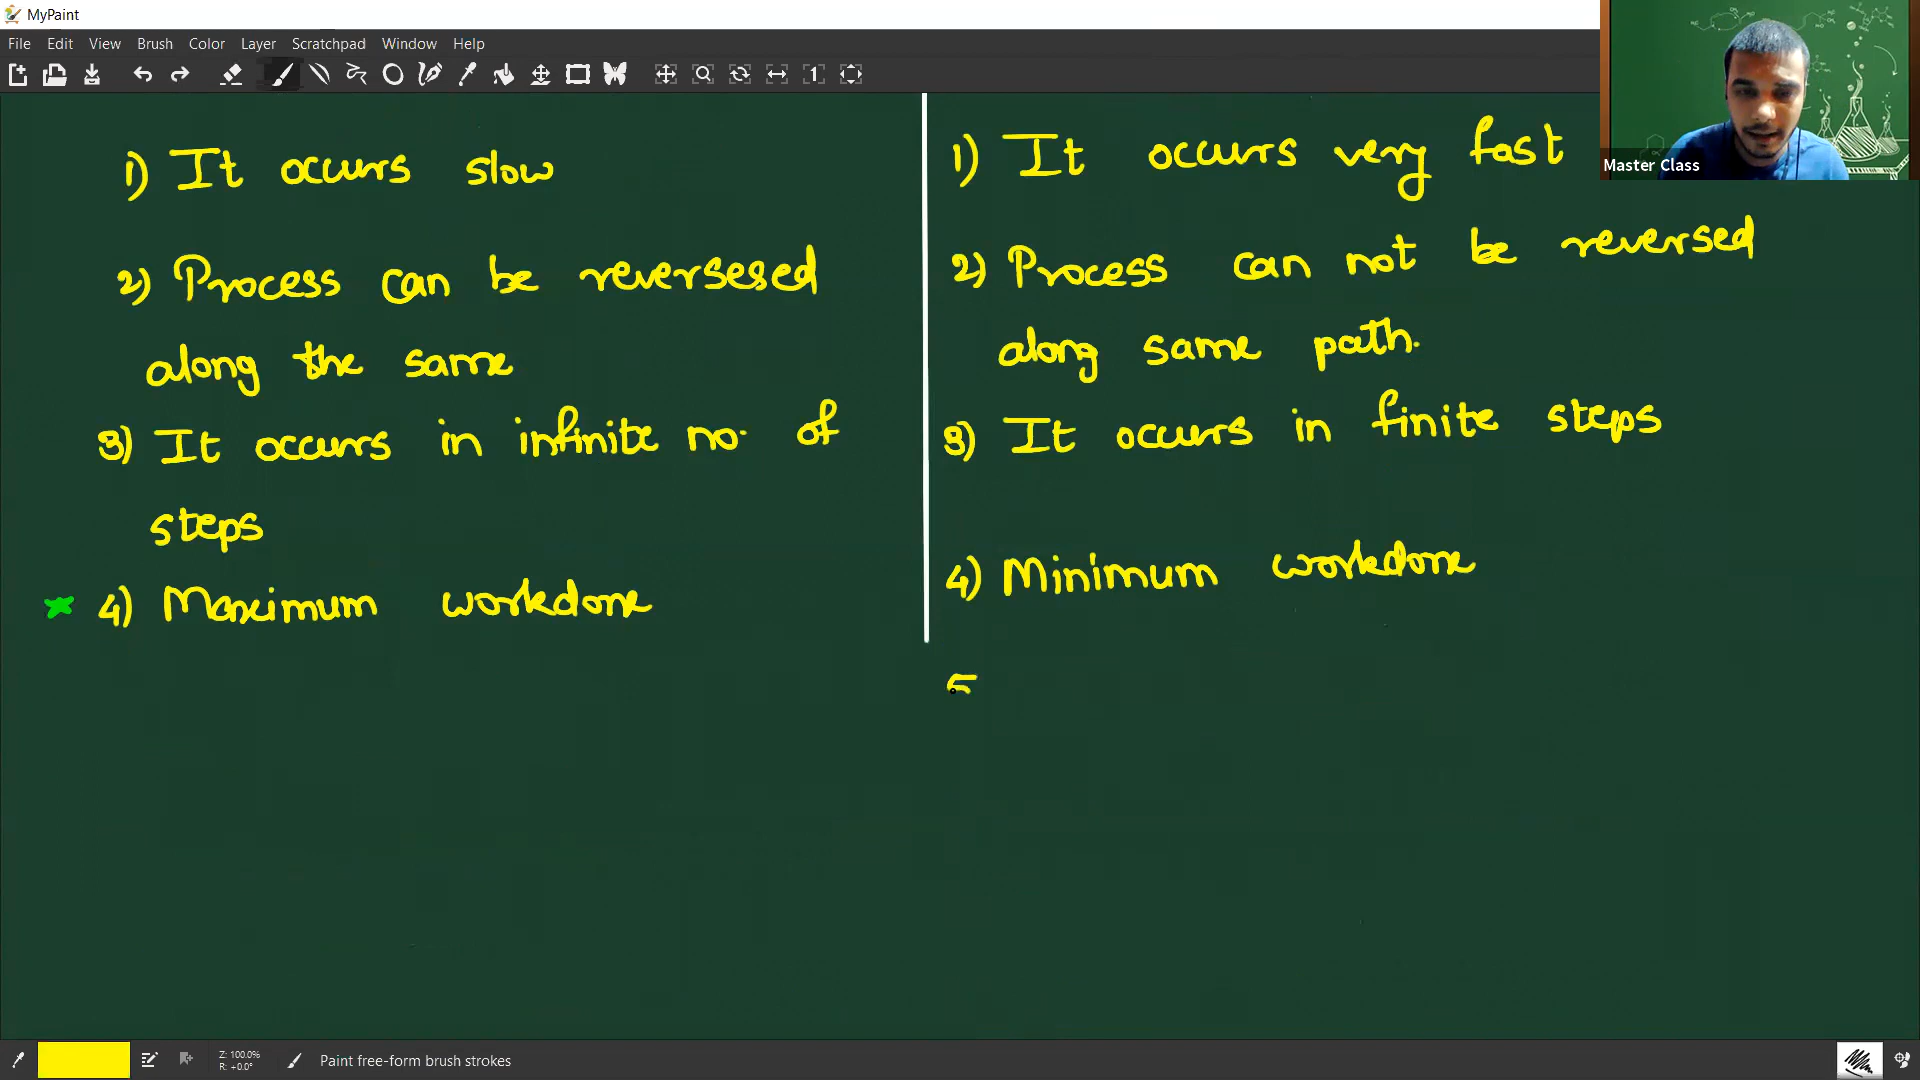 MyPaint
File Edit View Brush Color Layer Scratchpad Window Help
Master Class
1) It occurs slow
2) Process can be reversesed
along the same
3) It occurs in infinite no. of
steps
4) Maximum workdone
1) It occurs very fast
2) Process can not be reversed
along same path.
3) It occurs in finite steps
4) Minimum workdone
5
Z: 100.0%
R: +0.0°
Paint free-form brush strokes